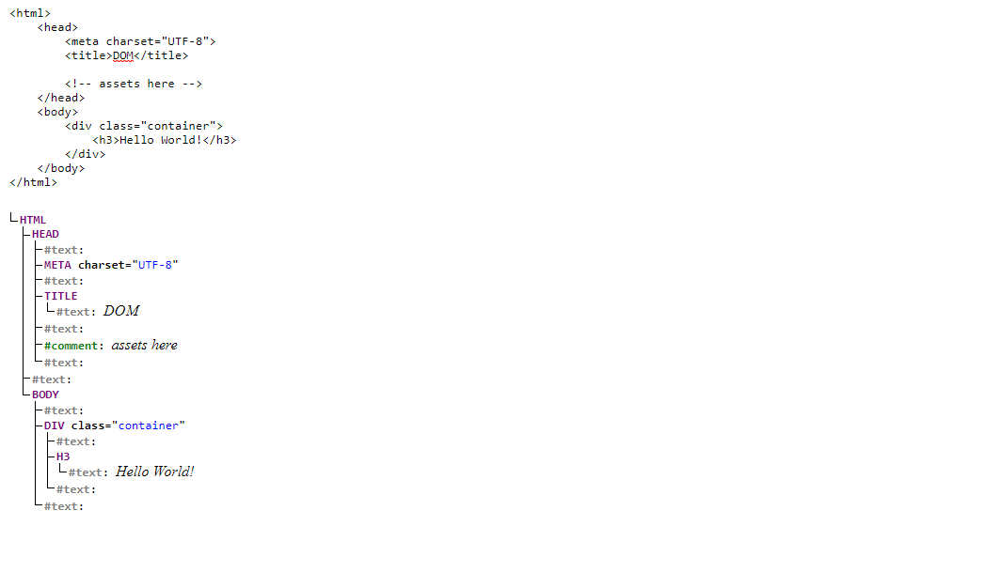 <html>
    <head>
        <meta charset="UTF-8">
        <title>DOM</title>

        <!-- assets here -->
    </head>
    <body>
        <div class="container">
            <h3>Hello World!</h3>
        </div>
    </body>
</html>

HTML
HEAD
#text:
META charset="UTF-8"
#text:
TITLE
#text: DOM
#text:
#comment: assets here
#text:
#text:
BODY
#text:
DIV class="container"
#text:
H3
#text: Hello World!
#text:
#text: